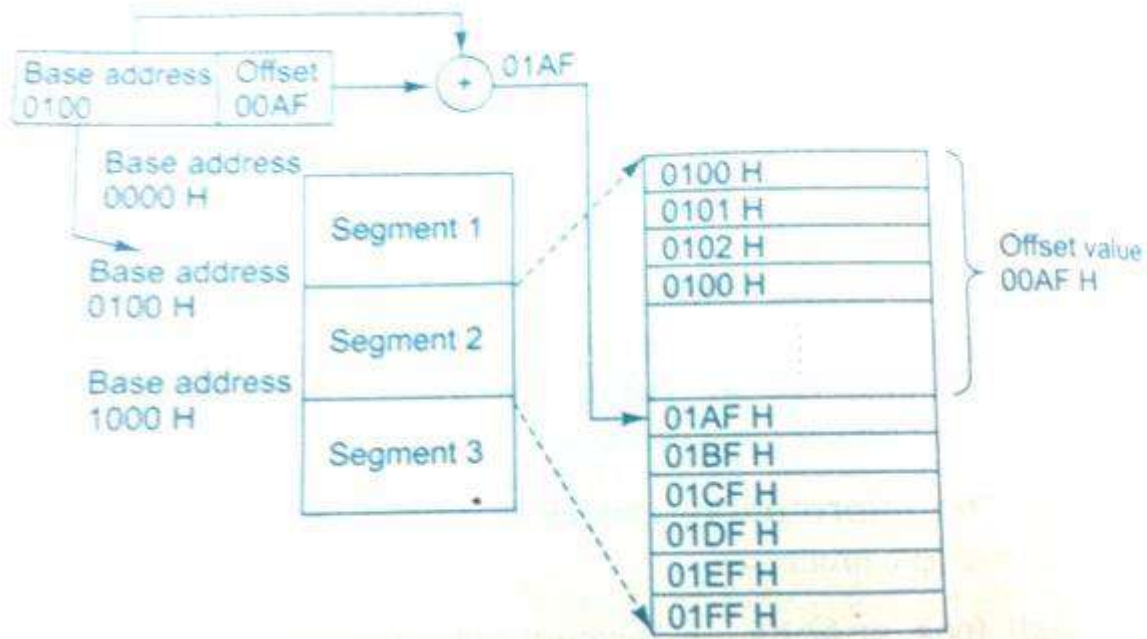 Base address
0100
Offset
00AF
+
01AF
Base address
0000 H
Base address
0100 H
Base address
1000 H
Segment 1
Segment 2
Segment 3
0100 H
0101 H
0102 H
0100 H
01AF H
01BF H
01CF H
01DF H
01EF H
01FF H
Offset value
00AF H